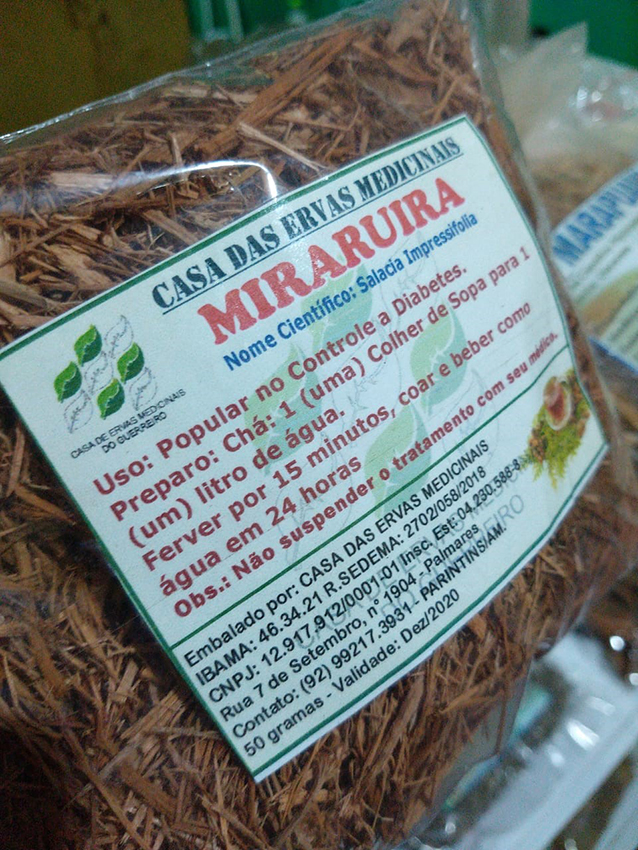 CASA DAS ERVAS MEDICINAIS
MIRARUIRA
Nome Científico: Salacia Impressifolia
CASA DE ERVAS MEDICINAIS
DO GUERREIRO
Uso: Popular no Controle a Diabetes.
Preparo: Chá: 1 (uma) Colher de Sopa para 1
(um) litro de água.
Ferver por 15 minutos, coar e beber como
água em 24 horas
Obs.: Não suspender o tratamento com seu médico.
Embalado por: CASA DAS ERVAS MEDICINAIS
IBAMA: 46.34.21 R.SEDEMA: 2702/058/2018
CNPJ: 12.917.912/0001-01 Insc. Est: 04.230.586-8
Rua 7 de Setembro, nº 1904 - Palmares
Contato: (92) 99217.3931- PARINTINS/AM.
50 gramas - Validade: Dez/2020